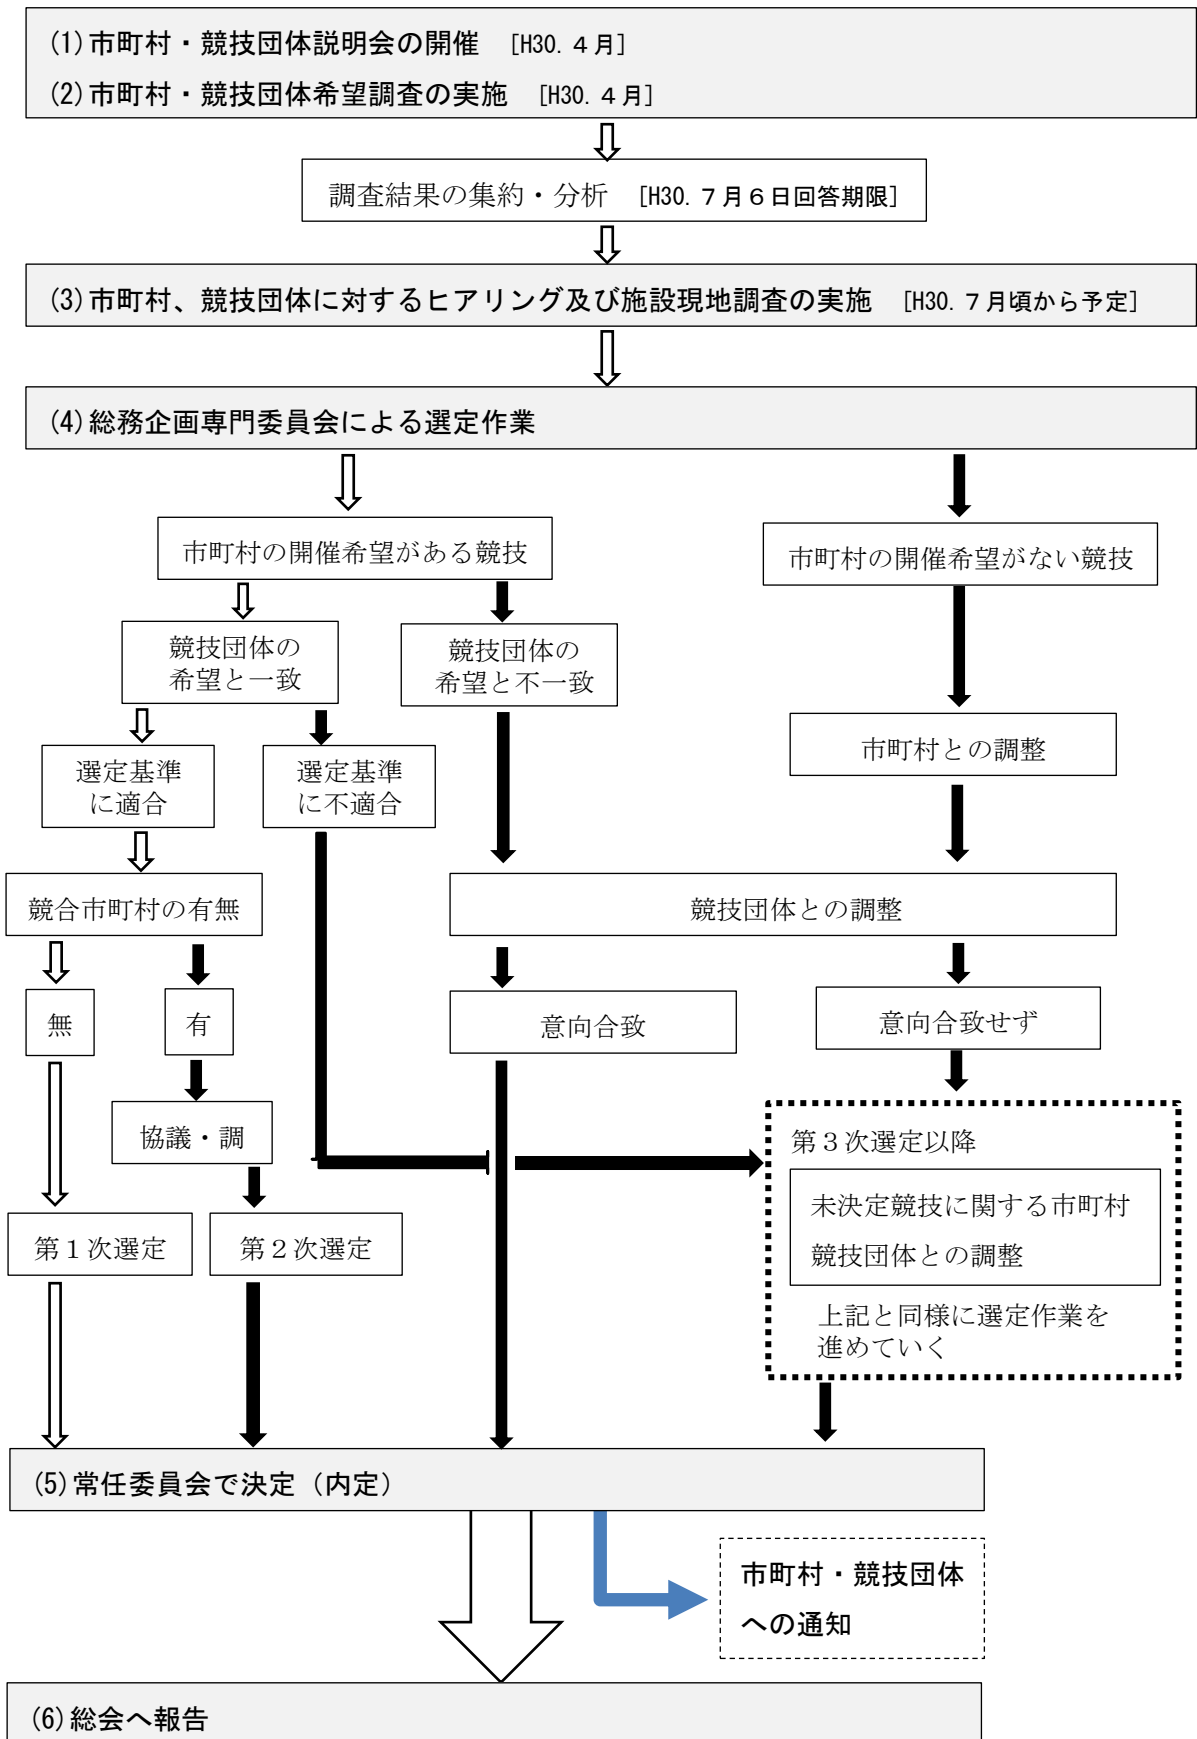 (1)市町村・競技団体説明会の開催 [H30.４月]
(2)市町村・競技団体希望調査の実施 [H30.４月]
調査結果の集約・分析 [H30.７月６日回答期限]
(3)市町村、競技団体に対するヒアリング及び施設現地調査の実施 [H30.７月頃から予定]
(4)総務企画専門委員会による選定作業
市町村の開催希望がある競技
市町村の開催希望がない競技
競技団体の
希望と一致
競技団体の
希望と不一致
市町村との調整
選定基準
に適合
選定基準
に不適合
競合市町村の有無
競技団体との調整
無
有
意向合致
意向合致せず
協議・調
第３次選定以降
未決定競技に関する市町村
競技団体との調整
上記と同様に選定作業を
進めていく
第１次選定
第２次選定
(5)常任委員会で決定（内定）
市町村・競技団体
への通知
(6)総会へ報告